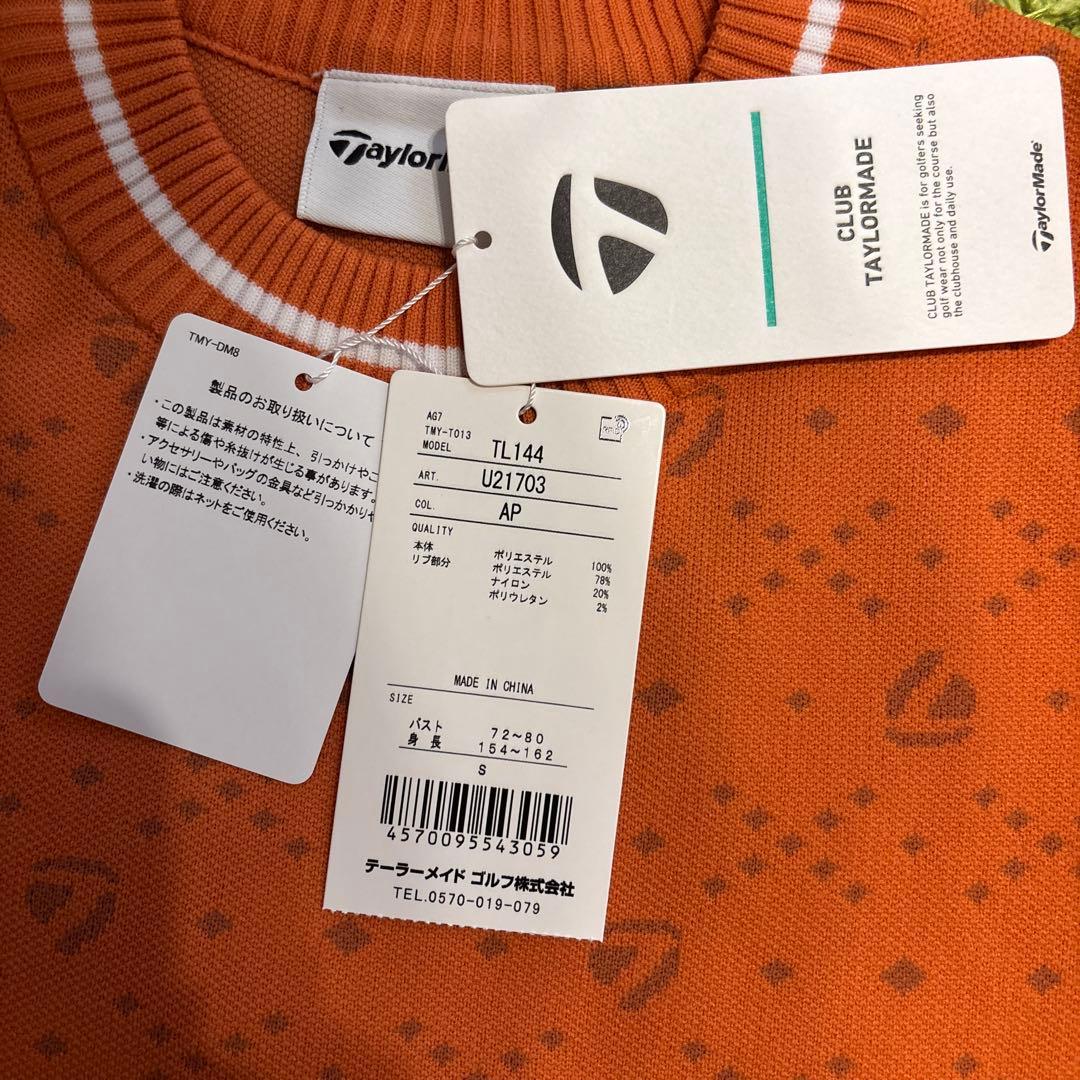 TaylorM
CLUB
TAYLORMADE
CLUB TAYLORMADE is for golfers seeking
golf wear not only for the course but also
the clubhouse and daily use.
TaylorMade
TMY-DM8
製品のお取り扱いについて
・この製品は素材の特性上、引っかけやこ
等による傷や糸抜けが生じる事があります。
・アクセサリーやバッグの金具など引っかかりや
い物にはご注意ください。
・洗濯の際はネットをご使用ください。
AG7
TMY-T013
MODEL TL144
ART. U21703
COL. AP
QUALITY
本体 ポリエステル 100%
リブ部分 ポリエステル 78%
ナイロン 20%
ポリウレタン 2%
MADE IN CHINA
SIZE
バスト 72~80
身長 154~162
S
4570095543059
テーラーメイド ゴルフ株式会社
TEL.0570-019-079